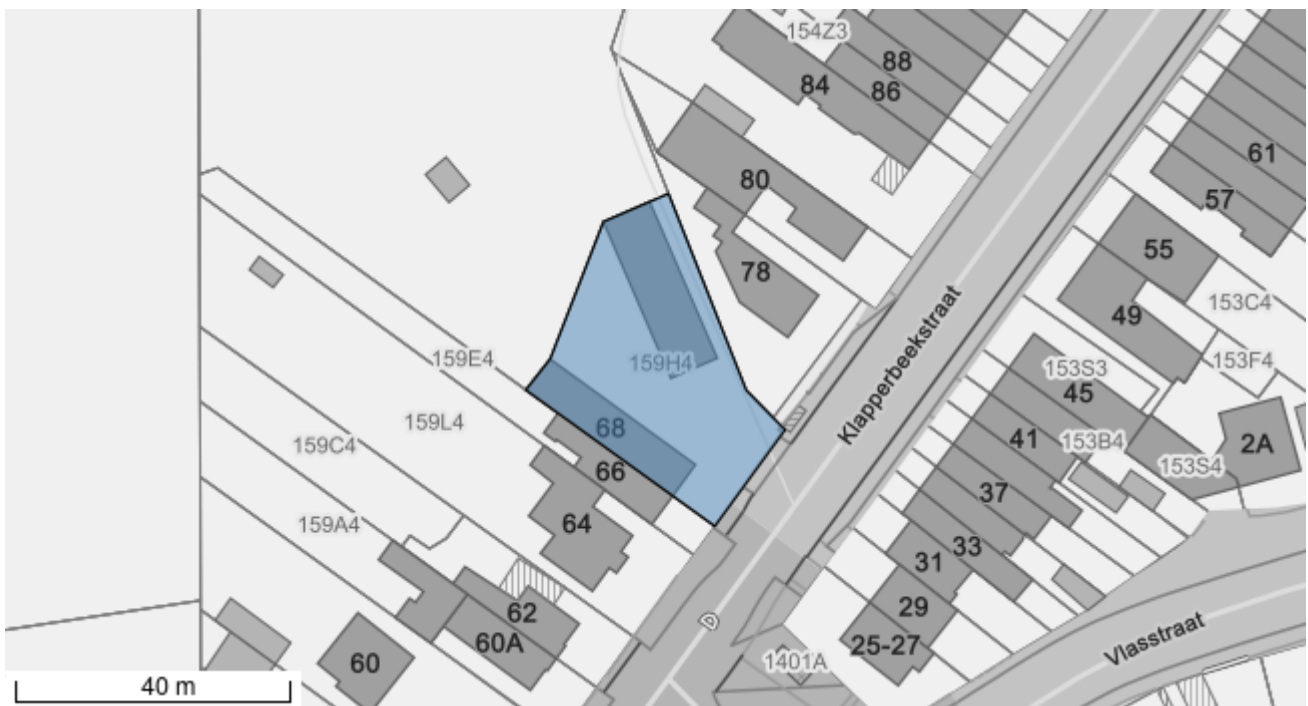 154Z3
88
84
86
61
80
57
55
78
153C4
49
159E4
159H4
153F4
153S3
45
Klapperbeekstraat
159L4
68
41
153B4
2A
159C4
66
153S4
37
64
159A4
33
31
62
29
60A
25-27
Vlasstraat
60
1401A
D
40 m